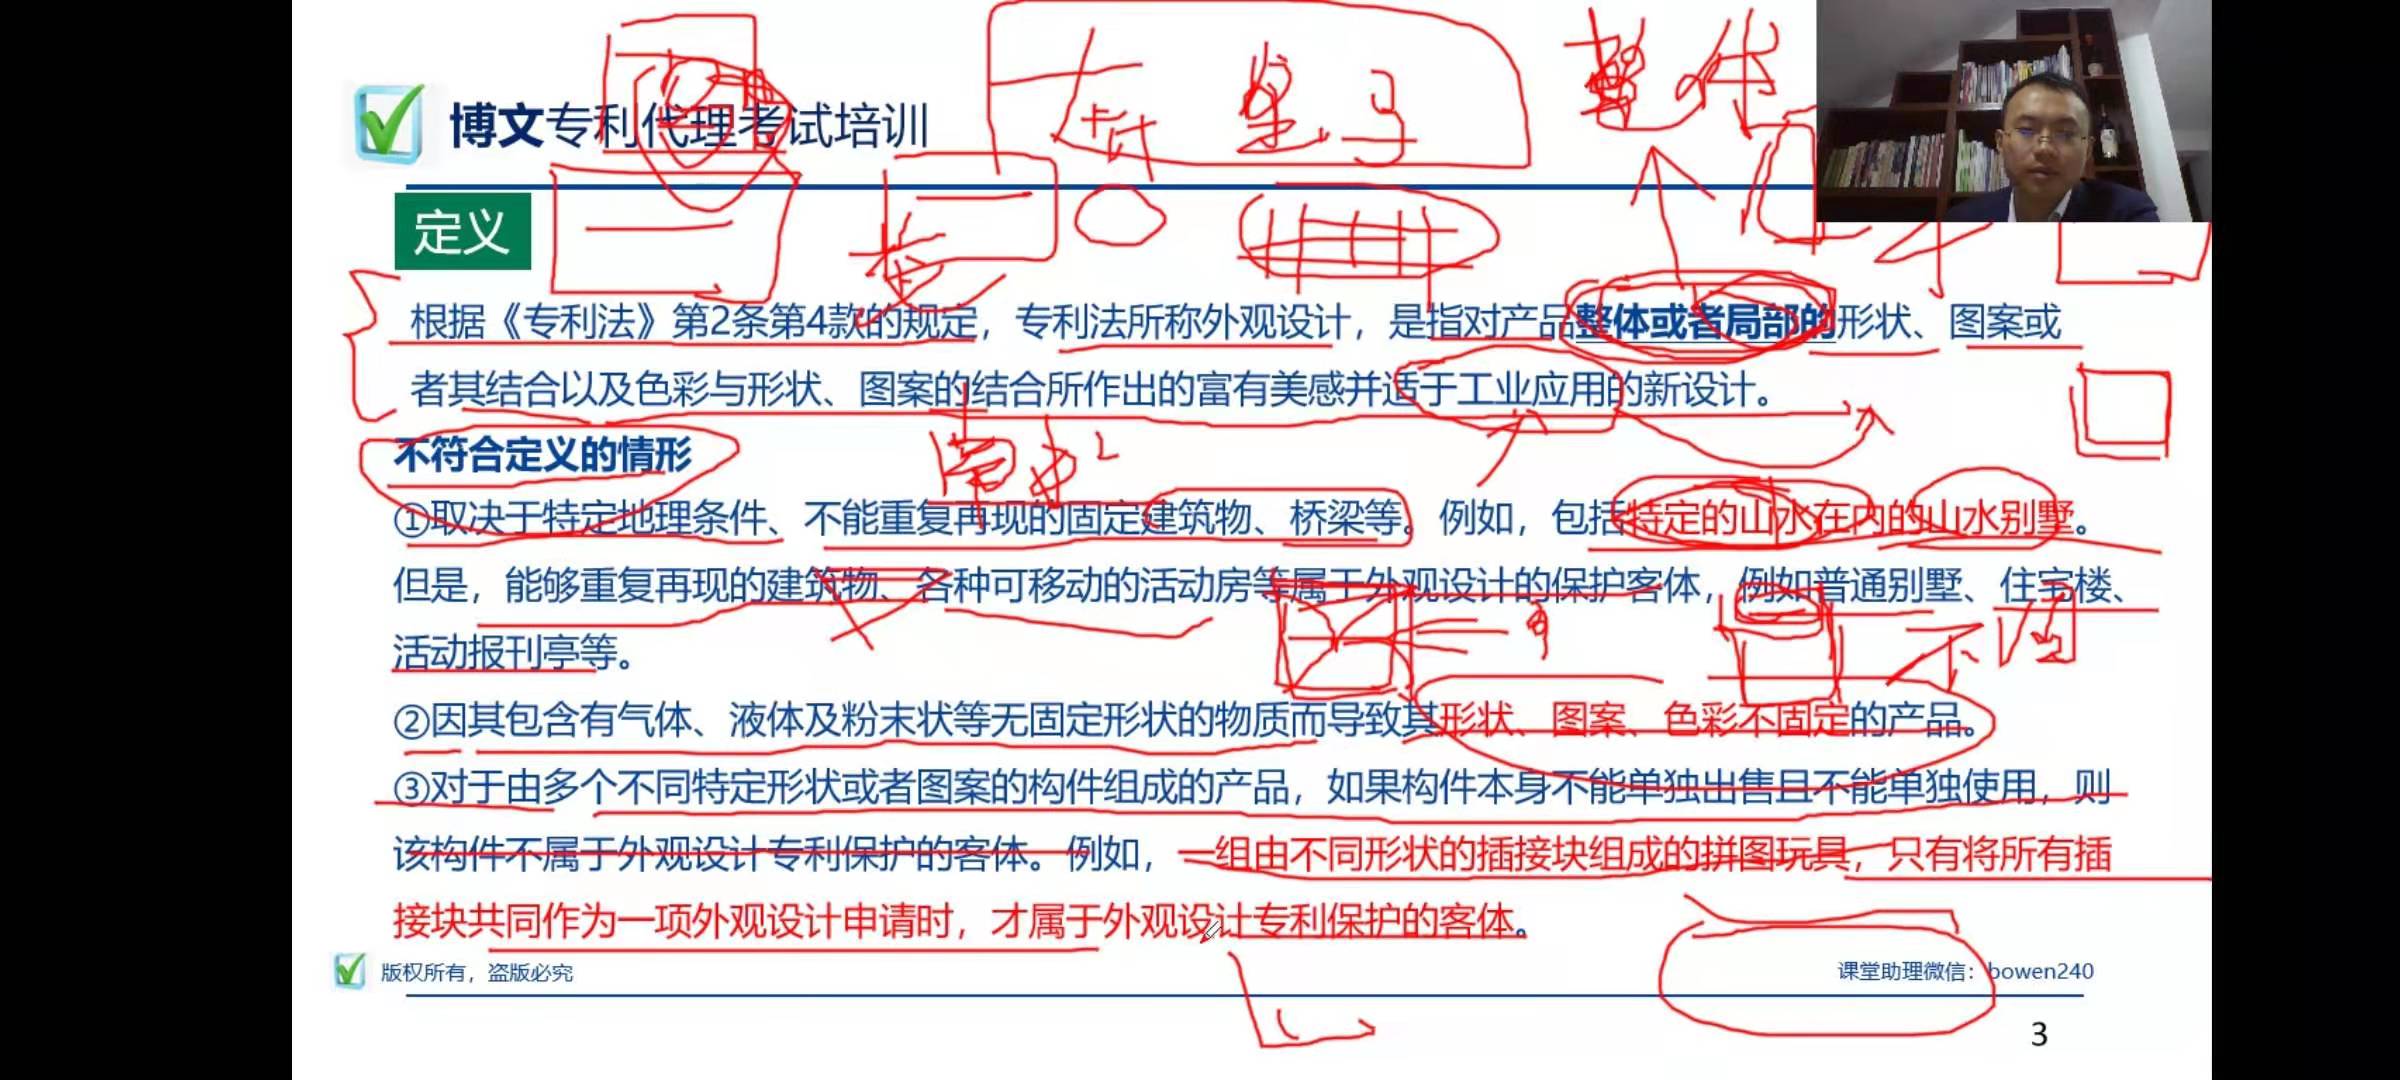 博文专利代理考试培训
整体
定义
根据《专利法》第2条第4款的规定，专利法所称外观设计，是指对产品整体或者局部的形状、图案或
者其结合以及色彩与形状、图案的结合所作出的富有美感并适于工业应用的新设计。
不符合定义的情形
①取决于特定地理条件、不能重复再现的固定建筑物、桥梁等。例如，包括特定的山水在内的山水别墅。
但是，能够重复再现的建筑物、各种可移动的活动房等属于外观设计的保护客体，例如普通别墅、住宅楼、
活动报刊亭等。
②因其包含有气体、液体及粉末状等无固定形状的物质而导致其形状、图案、色彩不固定的产品。
③对于由多个不同特定形状或者图案的构件组成的产品，如果构件本身不能单独出售且不能单独使用，则
该构件不属于外观设计专利保护的客体。例如，一组由不同形状的插接块组成的拼图玩具，只有将所有插
接块共同作为一项外观设计申请时，才属于外观设计专利保护的客体。
版权所有，盗版必究
课堂助理微信：bowen240
3